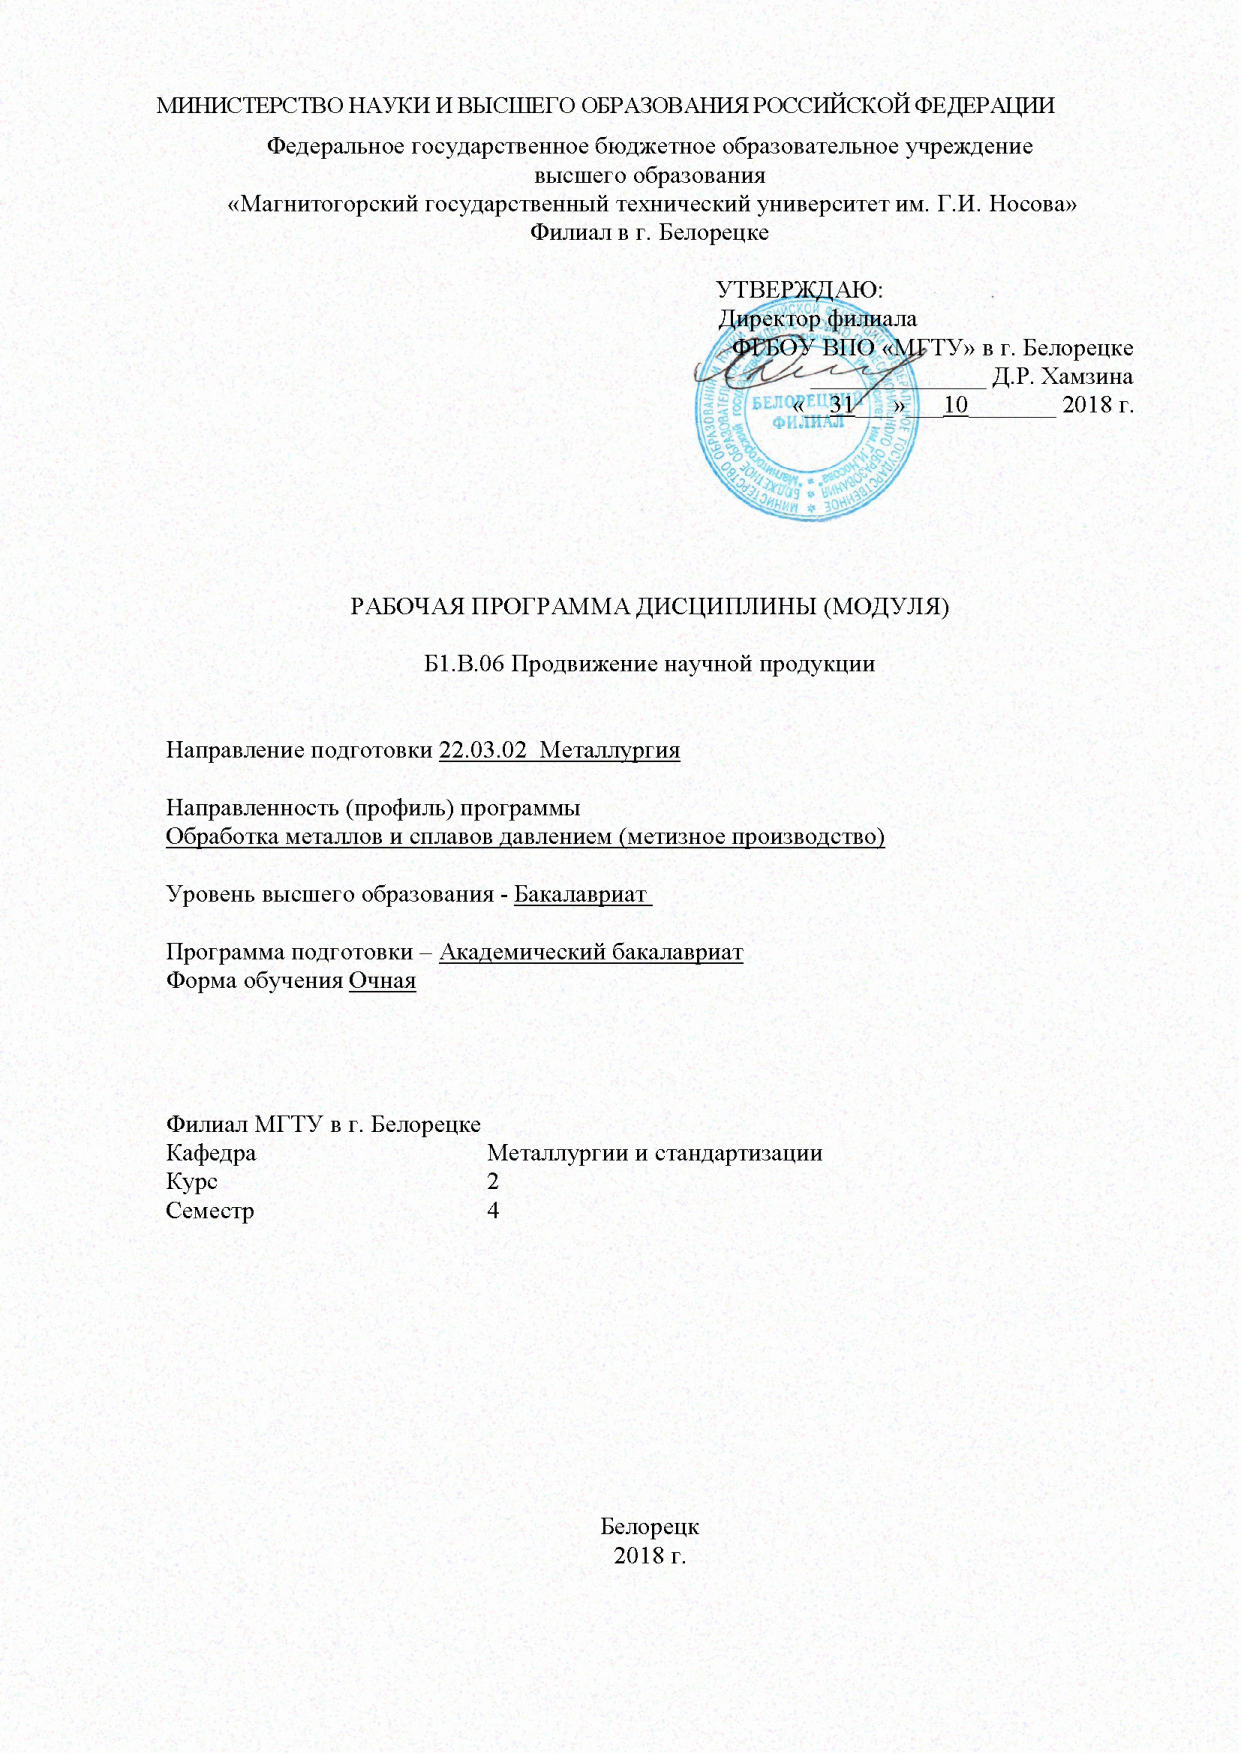 МИНИСТЕРСТВО НАУКИ И ВЫСШЕГО ОБРАЗОВАНИЯ РОССИЙСКОЙ ФЕДЕРАЦИИ
Федеральное государственное бюджетное образовательное учреждение
высшего образования
«Магнитогорский государственный технический университет им. Г.И. Носова»
Филиал в г. Белорецке
УТВЕРЖДАЮ:
Директор филиала
ФГБОУ ВПО «МГТУ» в г. Белорецке
______________ Д.Р. Хамзина
«__31___»___10_______ 2018 г.
БЕЛОРЕЦКИЙ
ФИЛИАЛ
РАБОЧАЯ ПРОГРАММА ДИСЦИПЛИНЫ (МОДУЛЯ)
Б1.В.06 Продвижение научной продукции
Направление подготовки 22.03.02 Металлургия
Направленность (профиль) программы
Обработка металлов и сплавов давлением (метизное производство)
Уровень высшего образования - Бакалавриат
Программа подготовки – Академический бакалавриат
Форма обучения Очная
Филиал МГТУ в г. Белорецке
Кафедра Металлургии и стандартизации
Курс 2
Семестр 4
Белорецк
2018 г.